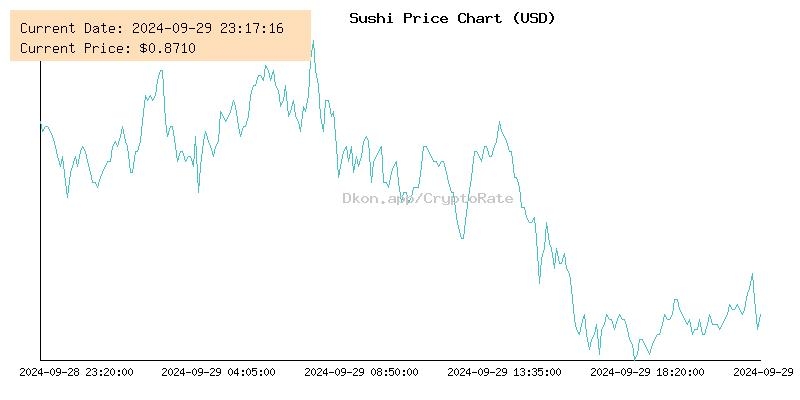 Sushi Price Chart (USD)
Current Date: 2024-09-29 23:17:16
Current Price: $0.8710
Dkon.app/CryptoRate
2024-09-28 23:20:00 2024-09-29 04:05:00 2024-09-29 08:50:00 2024-09-29 13:35:00 2024-09-29 18:20:00 2024-09-29